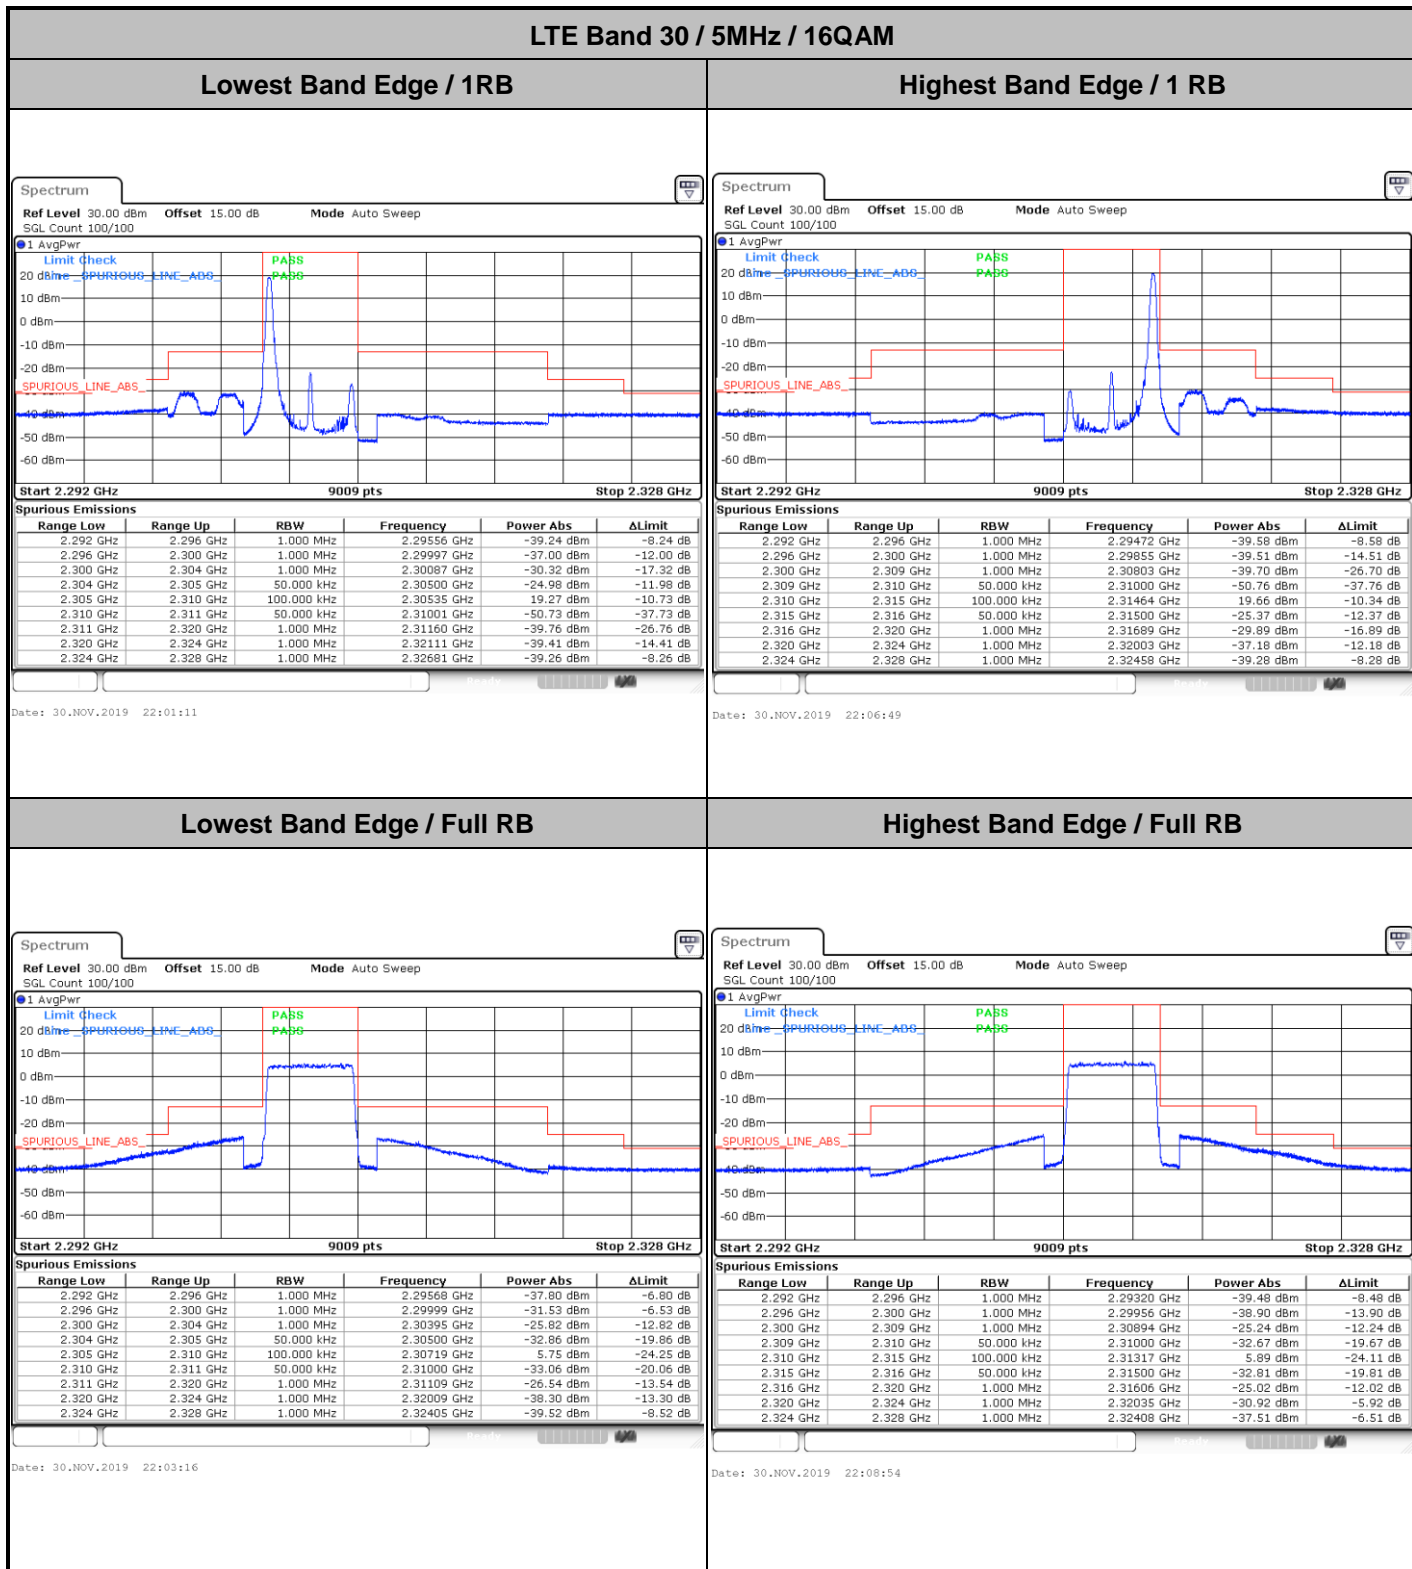 LTE Band 30 / 5MHz / 16QAM
Lowest Band Edge / 1RB
Highest Band Edge / 1 RB
Spectrum
Ref Level 30.00 dBm Offset 15.00 dB Mode Auto Sweep
SGL Count 100/100
1 AvgPwr
Limit Check PASS
Line _SPURIOUS_LINE_ABS_ PASS
20 dBm
10 dBm
0 dBm
-10 dBm
-20 dBm
_SPURIOUS_LINE_ABS_
-40 dBm
-50 dBm
-60 dBm
Start 2.292 GHz 9009 pts Stop 2.328 GHz
Spurious Emissions
Range Low Range Up RBW Frequency Power Abs ΔLimit
2.292 GHz 2.296 GHz 1.000 MHz 2.29556 GHz -39.24 dBm -8.24 dB
2.296 GHz 2.300 GHz 1.000 MHz 2.29997 GHz -37.00 dBm -12.00 dB
2.300 GHz 2.304 GHz 1.000 MHz 2.30087 GHz -30.32 dBm -17.32 dB
2.304 GHz 2.305 GHz 50.000 kHz 2.30500 GHz -24.98 dBm -11.98 dB
2.305 GHz 2.310 GHz 100.000 kHz 2.30535 GHz 19.27 dBm -10.73 dB
2.310 GHz 2.311 GHz 50.000 kHz 2.31001 GHz -50.73 dBm -37.73 dB
2.311 GHz 2.320 GHz 1.000 MHz 2.31160 GHz -39.76 dBm -26.76 dB
2.320 GHz 2.324 GHz 1.000 MHz 2.32111 GHz -39.41 dBm -14.41 dB
2.324 GHz 2.328 GHz 1.000 MHz 2.32681 GHz -39.26 dBm -8.26 dB
Ready
Date: 30.NOV.2019 22:01:11
Spectrum
Ref Level 30.00 dBm Offset 15.00 dB Mode Auto Sweep
SGL Count 100/100
1 AvgPwr
Limit Check PASS
Line _SPURIOUS_LINE_ABS_ PASS
20 dBm
10 dBm
0 dBm
-10 dBm
-20 dBm
_SPURIOUS_LINE_ABS_
-40 dBm
-50 dBm
-60 dBm
Start 2.292 GHz 9009 pts Stop 2.328 GHz
Spurious Emissions
Range Low Range Up RBW Frequency Power Abs ΔLimit
2.292 GHz 2.296 GHz 1.000 MHz 2.29472 GHz -39.58 dBm -8.58 dB
2.296 GHz 2.300 GHz 1.000 MHz 2.29855 GHz -39.51 dBm -14.51 dB
2.300 GHz 2.309 GHz 1.000 MHz 2.30803 GHz -39.70 dBm -26.70 dB
2.309 GHz 2.310 GHz 50.000 kHz 2.31000 GHz -50.76 dBm -37.76 dB
2.310 GHz 2.315 GHz 100.000 kHz 2.31464 GHz 19.66 dBm -10.34 dB
2.315 GHz 2.316 GHz 50.000 kHz 2.31500 GHz -25.37 dBm -12.37 dB
2.316 GHz 2.320 GHz 1.000 MHz 2.31689 GHz -29.89 dBm -16.89 dB
2.320 GHz 2.324 GHz 1.000 MHz 2.32003 GHz -37.18 dBm -12.18 dB
2.324 GHz 2.328 GHz 1.000 MHz 2.32458 GHz -39.28 dBm -8.28 dB
Ready
Date: 30.NOV.2019 22:06:49
Lowest Band Edge / Full RB
Highest Band Edge / Full RB
Spectrum
Ref Level 30.00 dBm Offset 15.00 dB Mode Auto Sweep
SGL Count 100/100
1 AvgPwr
Limit Check PASS
Line _SPURIOUS_LINE_ABS_ PASS
20 dBm
10 dBm
0 dBm
-10 dBm
-20 dBm
_SPURIOUS_LINE_ABS_
-40 dBm
-50 dBm
-60 dBm
Start 2.292 GHz 9009 pts Stop 2.328 GHz
Spurious Emissions
Range Low Range Up RBW Frequency Power Abs ΔLimit
2.292 GHz 2.296 GHz 1.000 MHz 2.29568 GHz -37.80 dBm -6.80 dB
2.296 GHz 2.300 GHz 1.000 MHz 2.29999 GHz -31.53 dBm -6.53 dB
2.300 GHz 2.304 GHz 1.000 MHz 2.30395 GHz -25.82 dBm -12.82 dB
2.304 GHz 2.305 GHz 50.000 kHz 2.30500 GHz -32.86 dBm -19.86 dB
2.305 GHz 2.310 GHz 100.000 kHz 2.30719 GHz 5.75 dBm -24.25 dB
2.310 GHz 2.311 GHz 50.000 kHz 2.31000 GHz -33.06 dBm -20.06 dB
2.311 GHz 2.320 GHz 1.000 MHz 2.31109 GHz -26.54 dBm -13.54 dB
2.320 GHz 2.324 GHz 1.000 MHz 2.32009 GHz -38.30 dBm -13.30 dB
2.324 GHz 2.328 GHz 1.000 MHz 2.32405 GHz -39.52 dBm -8.52 dB
Ready
Date: 30.NOV.2019 22:03:16
Spectrum
Ref Level 30.00 dBm Offset 15.00 dB Mode Auto Sweep
SGL Count 100/100
1 AvgPwr
Limit Check PASS
Line _SPURIOUS_LINE_ABS_ PASS
20 dBm
10 dBm
0 dBm
-10 dBm
-20 dBm
_SPURIOUS_LINE_ABS_
-40 dBm
-50 dBm
-60 dBm
Start 2.292 GHz 9009 pts Stop 2.328 GHz
Spurious Emissions
Range Low Range Up RBW Frequency Power Abs ΔLimit
2.292 GHz 2.296 GHz 1.000 MHz 2.29320 GHz -39.48 dBm -8.48 dB
2.296 GHz 2.300 GHz 1.000 MHz 2.29956 GHz -38.90 dBm -13.90 dB
2.300 GHz 2.309 GHz 1.000 MHz 2.30894 GHz -25.24 dBm -12.24 dB
2.309 GHz 2.310 GHz 50.000 kHz 2.31000 GHz -32.67 dBm -19.67 dB
2.310 GHz 2.315 GHz 100.000 kHz 2.31317 GHz 5.89 dBm -24.11 dB
2.315 GHz 2.316 GHz 50.000 kHz 2.31500 GHz -32.81 dBm -19.81 dB
2.316 GHz 2.320 GHz 1.000 MHz 2.31606 GHz -25.02 dBm -12.02 dB
2.320 GHz 2.324 GHz 1.000 MHz 2.32035 GHz -30.92 dBm -5.92 dB
2.324 GHz 2.328 GHz 1.000 MHz 2.32408 GHz -37.51 dBm -6.51 dB
Ready
Date: 30.NOV.2019 22:08:54